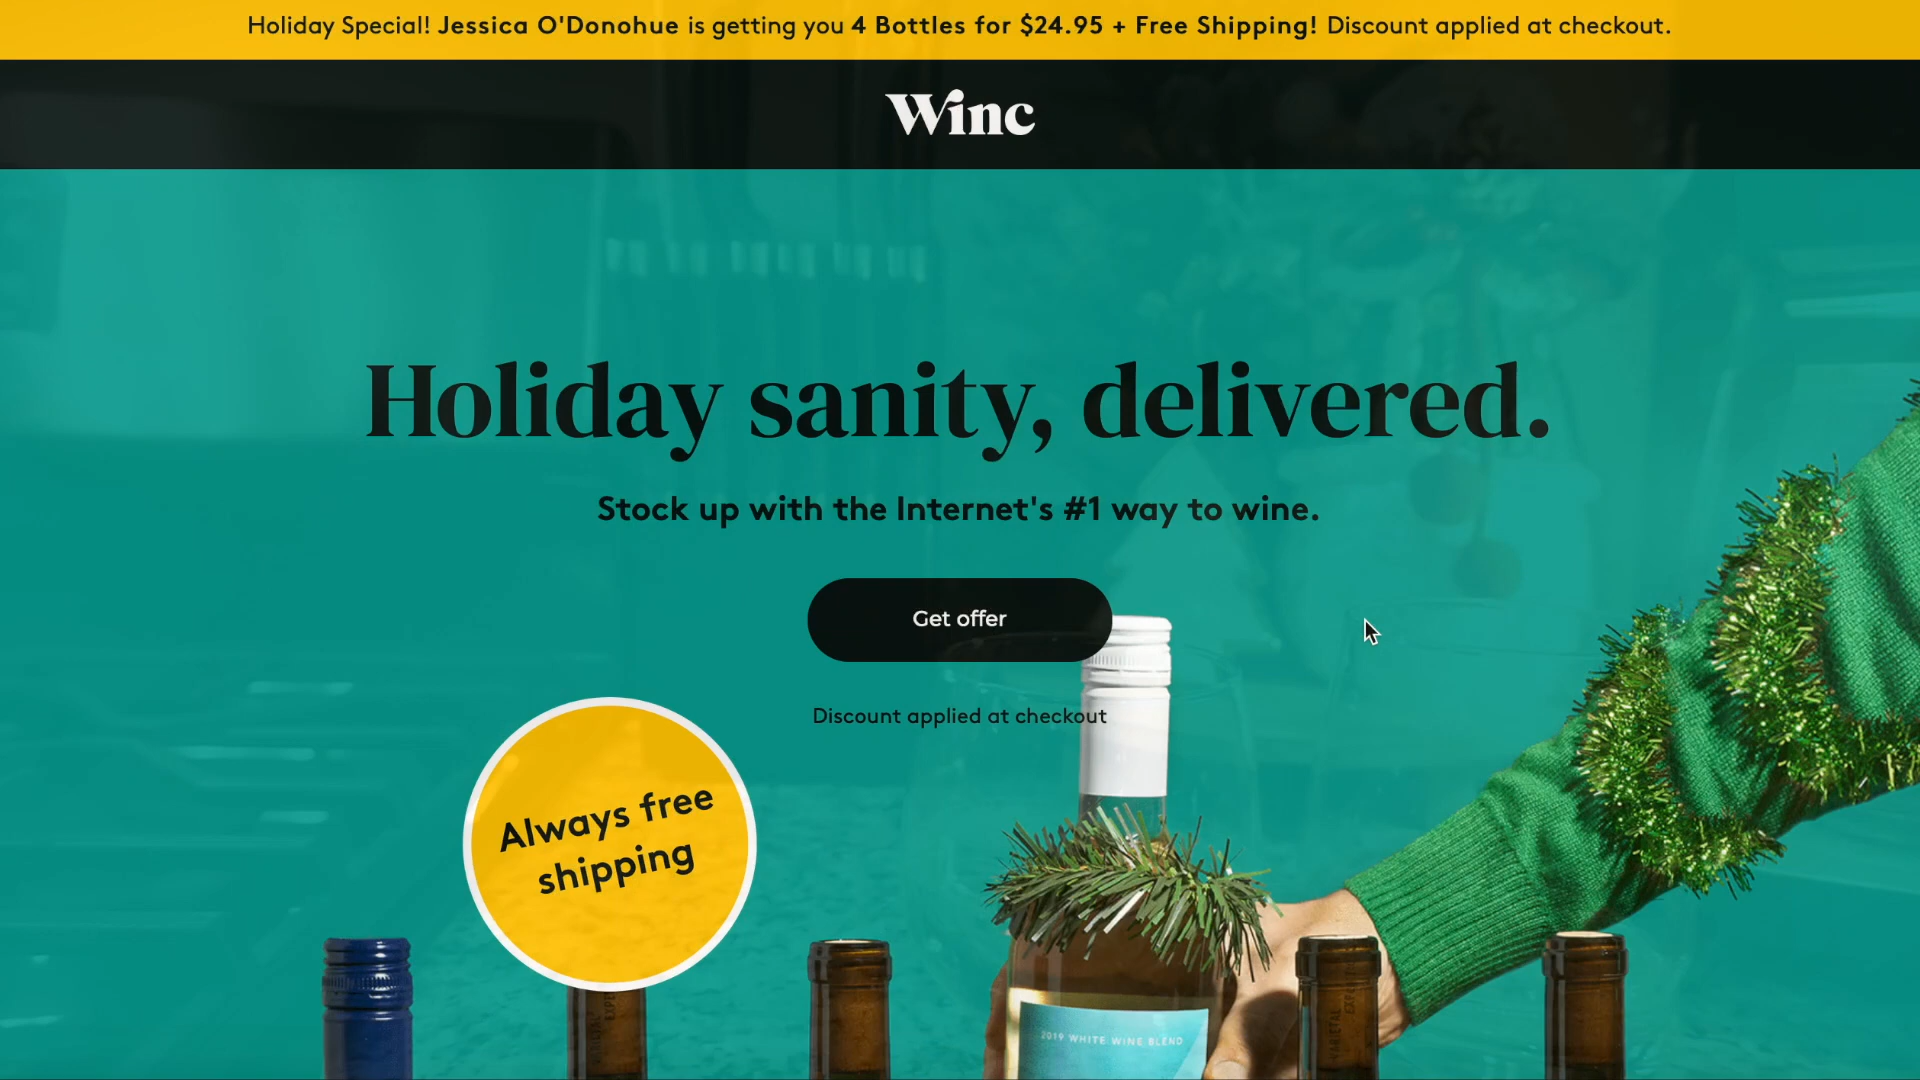 Holiday Special! Jessica O'Donohue is getting you 4 Bottles for $24.95 + Free Shipping! Discount applied at checkout.
Winc
Holiday sanity, delivered.
Stock up with the Internet's #1 way to wine.
Get offer
Discount applied at checkout
Always free
shipping
2019 WHITE WINE BLEND
VARIETAL